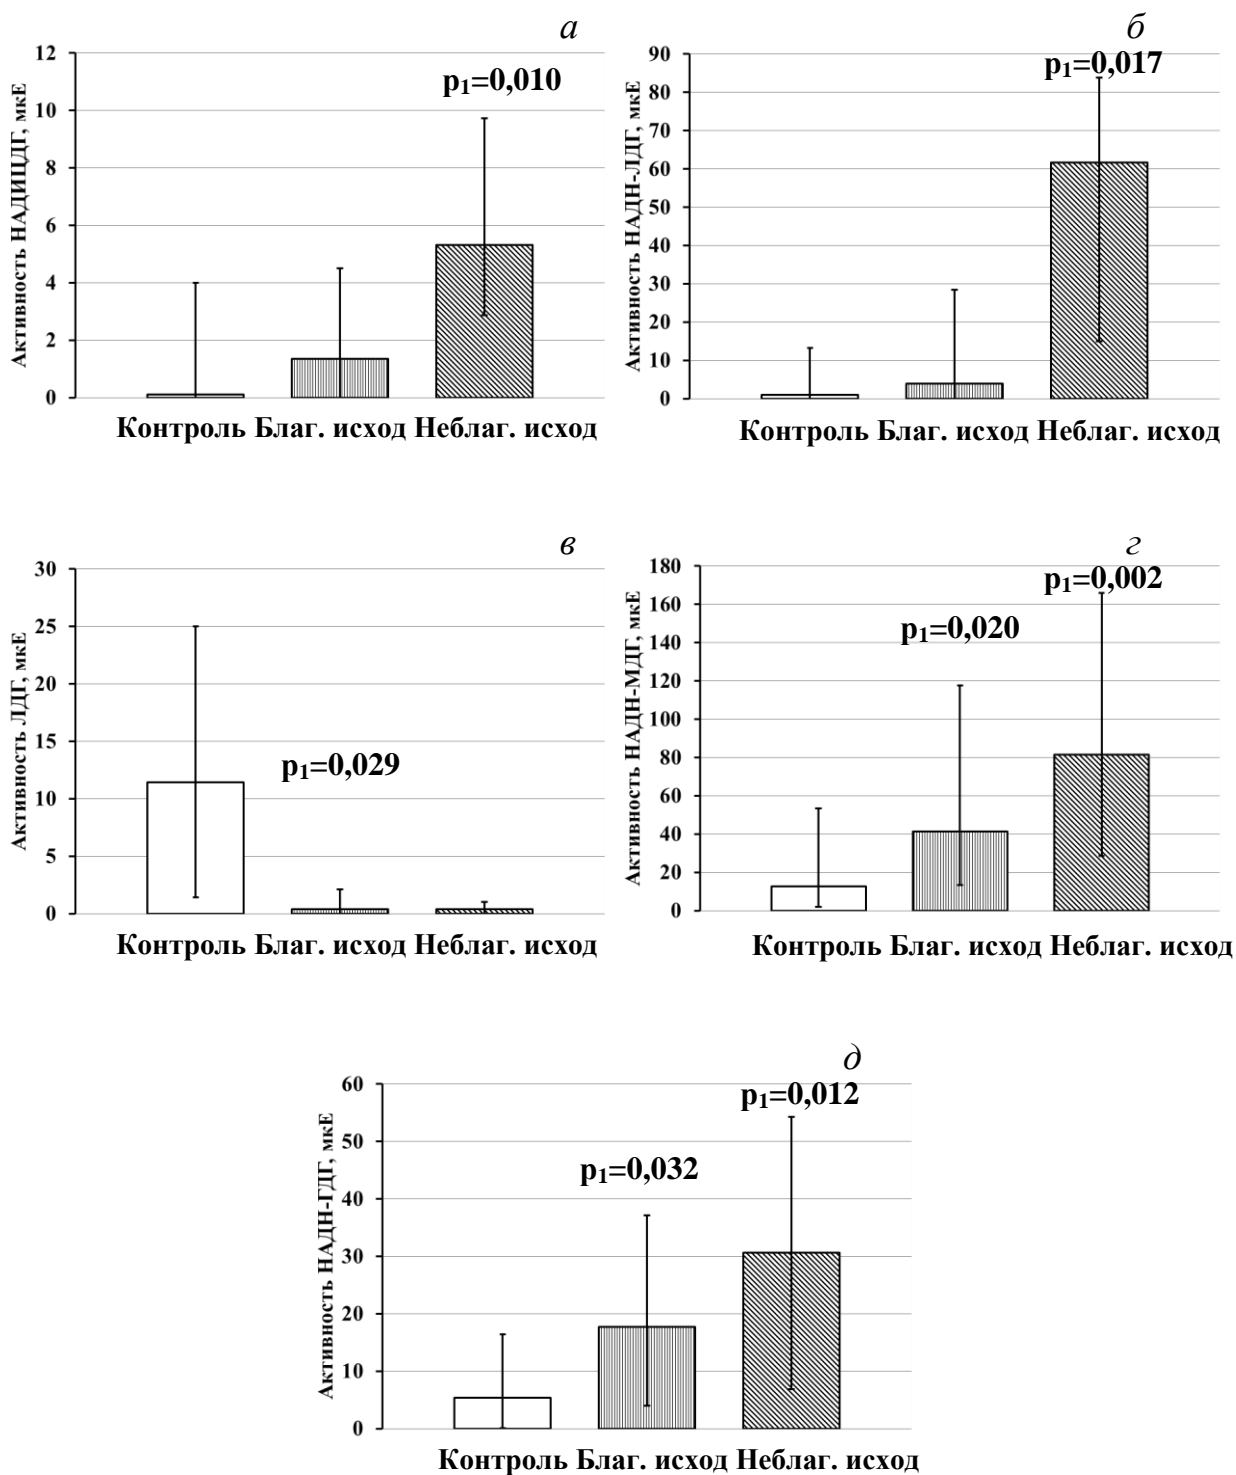 а
12
10
8
6
4
2
0
Активность НАДИЦДГ, мкЕ
p₁=0,010
Контроль Благ. исход Неблаг. исход
б
90
80
70
60
50
40
30
20
10
0
Активность НАДН-ЛДГ, мкЕ
p₁=0,017
Контроль Благ. исход Неблаг. исход
в
30
25
20
15
10
5
0
Активность ЛДГ, мкЕ
p₁=0,029
Контроль Благ. исход Неблаг. исход
г
180
160
140
120
100
80
60
40
20
0
Активность НАДН-МДГ, мкЕ
p₁=0,020
p₁=0,002
Контроль Благ. исход Неблаг. исход
д
60
50
40
30
20
10
0
Активность НАДН-ГДГ, мкЕ
p₁=0,032
p₁=0,012
Контроль Благ. исход Неблаг. исход